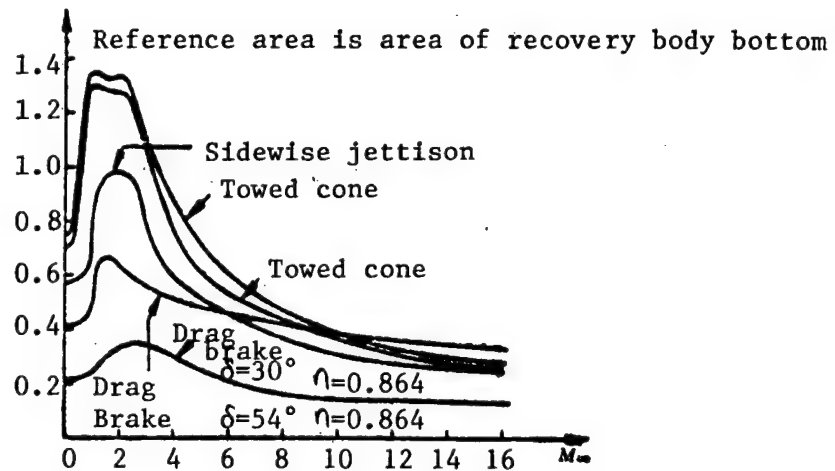 Reference area is area of recovery body bottom
1.4
1.2
1.0
0.8
0.6
0.4
0.2
Sidewise jettison
Towed cone
Towed cone
Drag
brake
δ=30° n=0.864
Drag
Brake δ=54° n=0.864
0 2 4 6 8 10 12 14 16 M∞